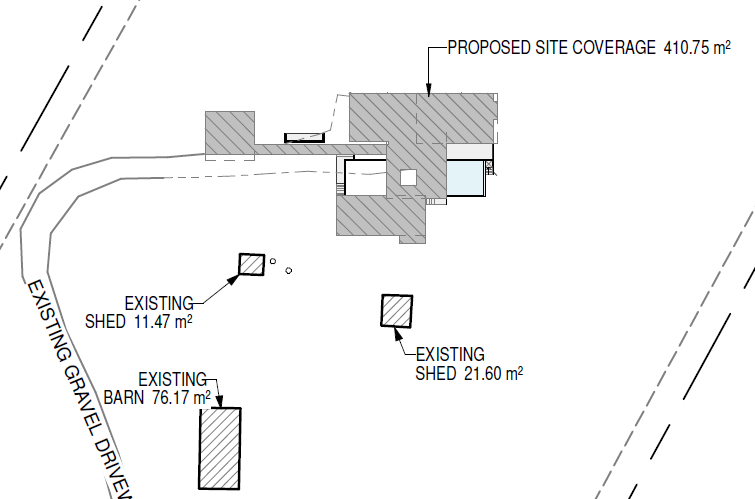 PROPOSED SITE COVERAGE 410.75 m²
EXISTING
SHED 11.47 m²
EXISTING
SHED 21.60 m²
EXISTING
BARN 76.17 m²
EXISTING GRAVEL DRIVEW